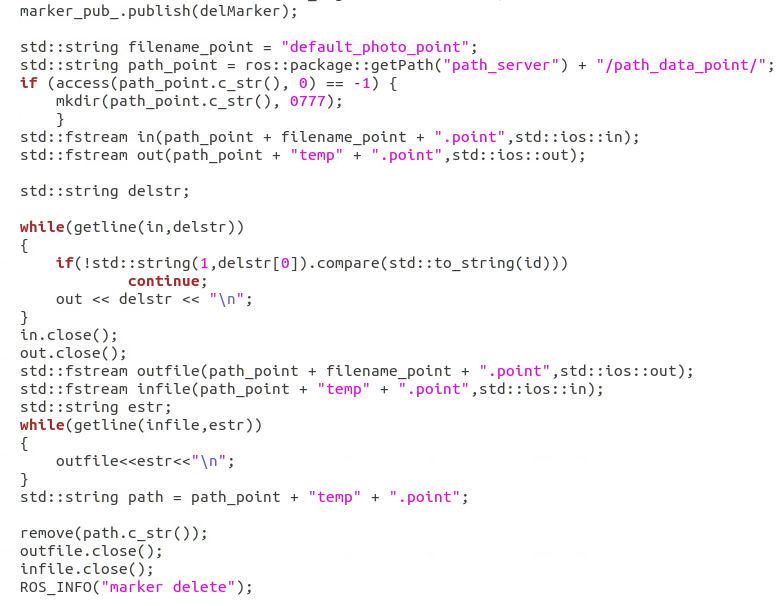 marker_pub_.publish(delMarker);

std::string filename_point = "default_photo_point";
std::string path_point = ros::package::getPath("path_server") + "/path_data_point/";
if (access(path_point.c_str(), 0) == -1) {
    mkdir(path_point.c_str(), 0777);
    }
std::fstream in(path_point + filename_point + ".point",std::ios::in);
std::fstream out(path_point + "temp" + ".point",std::ios::out);

std::string delstr;

while(getline(in,delstr))
{
    if(!std::string(1,delstr[0]).compare(std::to_string(id)))
            continue;
    out << delstr << "\n";
}
in.close();
out.close();
std::fstream outfile(path_point + filename_point + ".point",std::ios::out);
std::fstream infile(path_point + "temp" + ".point",std::ios::in);
std::string estr;
while(getline(infile,estr))
{
    outfile<<estr<<"\n";
}
std::string path = path_point + "temp" + ".point";

remove(path.c_str());
outfile.close();
infile.close();
ROS_INFO("marker delete");